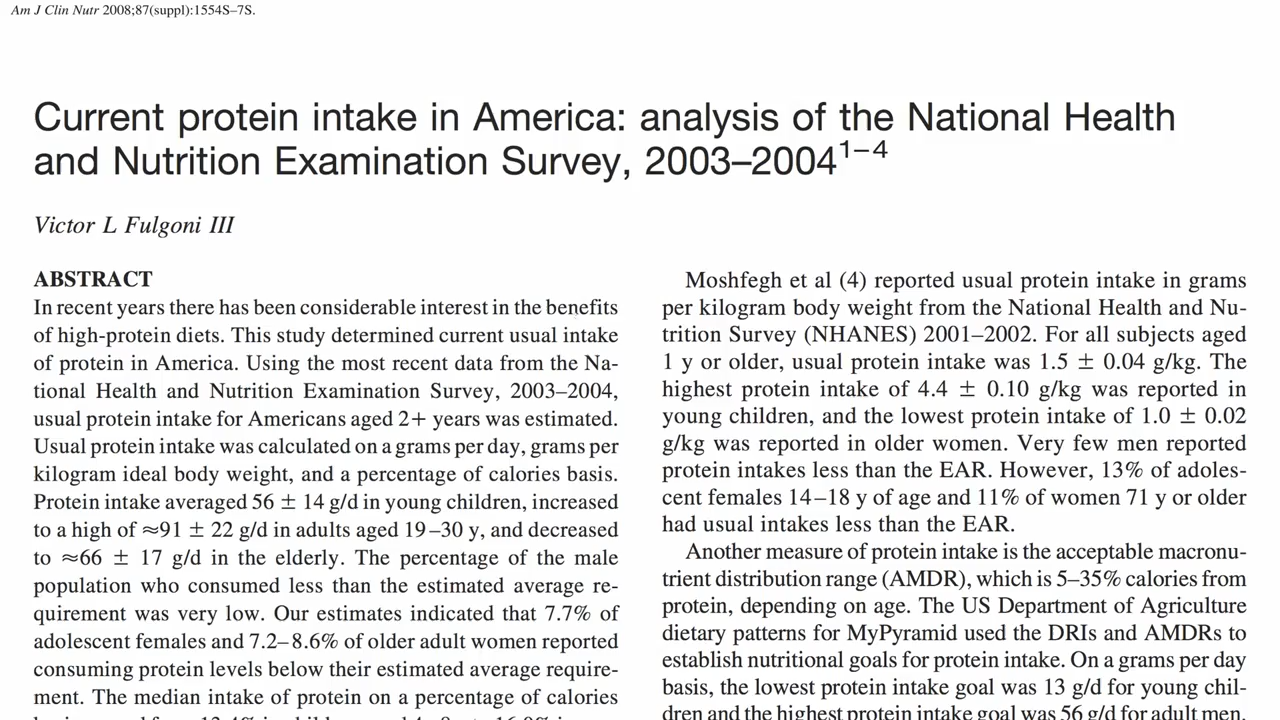 Am J Clin Nutr 2008;87(suppl):1554S–7S.
Current protein intake in America: analysis of the National Health
and Nutrition Examination Survey, 2003–2004¹⁻⁴
Victor L Fulgoni III
ABSTRACT
In recent years there has been considerable interest in the benefits
of high-protein diets. This study determined current usual intake
of protein in America. Using the most recent data from the Na-
tional Health and Nutrition Examination Survey, 2003–2004,
usual protein intake for Americans aged 2+ years was estimated.
Usual protein intake was calculated on a grams per day, grams per
kilogram ideal body weight, and a percentage of calories basis.
Protein intake averaged 56 ± 14 g/d in young children, increased
to a high of ≈91 ± 22 g/d in adults aged 19–30 y, and decreased
to ≈66 ± 17 g/d in the elderly. The percentage of the male
population who consumed less than the estimated average re-
quirement was very low. Our estimates indicated that 7.7% of
adolescent females and 7.2–8.6% of older adult women reported
consuming protein levels below their estimated average require-
ment. The median intake of protein on a percentage of calories
Moshfegh et al (4) reported usual protein intake in grams
per kilogram body weight from the National Health and Nu-
trition Survey (NHANES) 2001–2002. For all subjects aged
1 y or older, usual protein intake was 1.5 ± 0.04 g/kg. The
highest protein intake of 4.4 ± 0.10 g/kg was reported in
young children, and the lowest protein intake of 1.0 ± 0.02
g/kg was reported in older women. Very few men reported
protein intakes less than the EAR. However, 13% of adoles-
cent females 14–18 y of age and 11% of women 71 y or older
had usual intakes less than the EAR.
Another measure of protein intake is the acceptable macronu-
trient distribution range (AMDR), which is 5–35% calories from
protein, depending on age. The US Department of Agriculture
dietary patterns for MyPyramid used the DRIs and AMDRs to
establish nutritional goals for protein intake. On a grams per day
basis, the lowest protein intake goal was 13 g/d for young chil-
dren and the highest protein intake goal was 56 g/d for adult men.